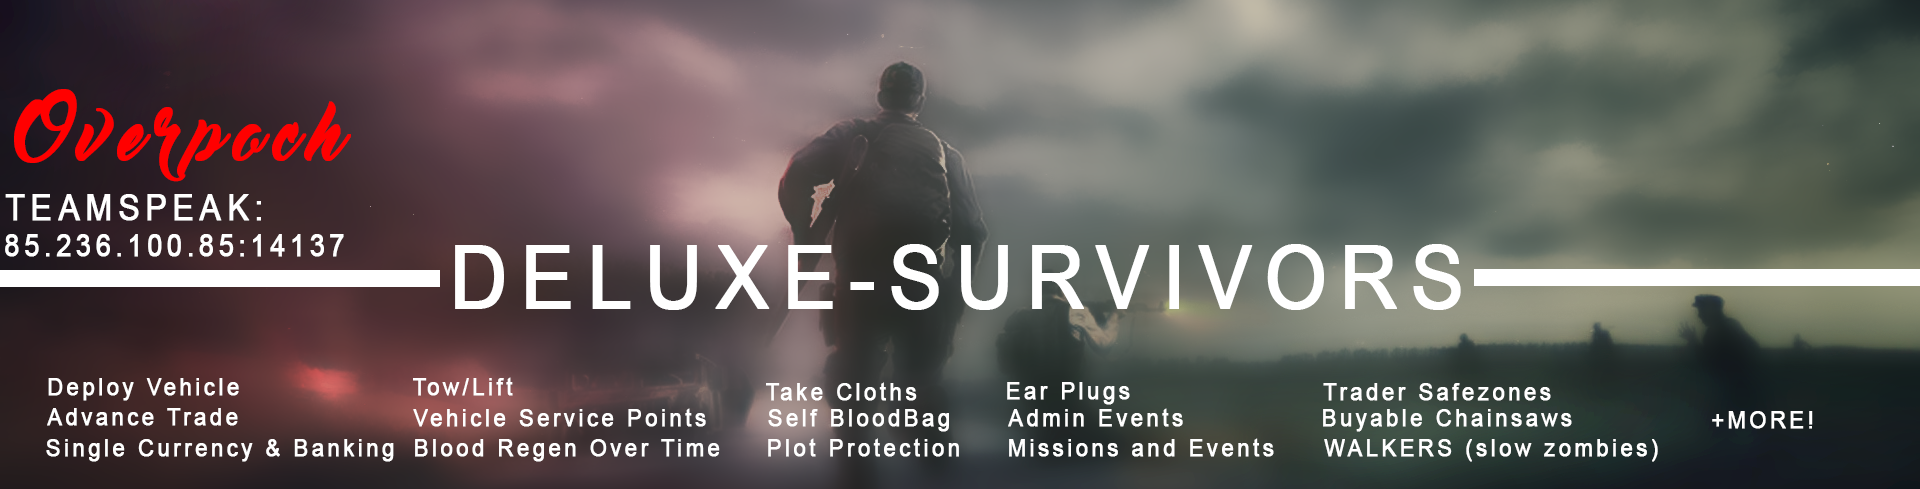 Overpoch
TEAMSPEAK:
85.236.100.85:14137
DELUXE-SURVIVORS
Deploy Vehicle
Advance Trade
Single Currency & Banking
Tow/Lift
Vehicle Service Points
Blood Regen Over Time
Take Cloths
Self BloodBag
Plot Protection
Ear Plugs
Admin Events
Missions and Events
Trader Safezones
Buyable Chainsaws
WALKERS (slow zombies)
+MORE!